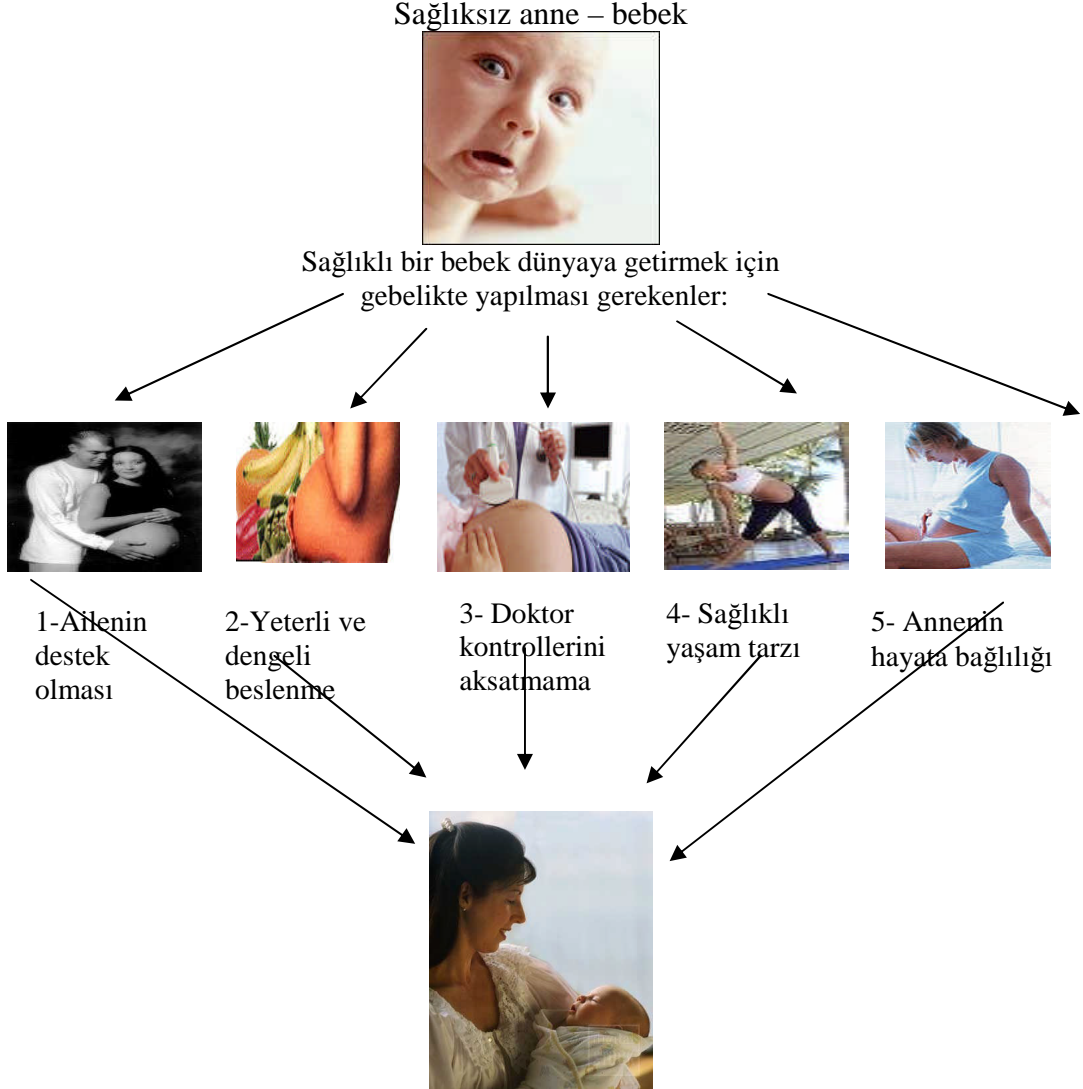 Sağlıksız anne – bebek
Sağlıklı bir bebek dünyaya getirmek için
gebelikte yapılması gerekenler:
1-Ailenin
destek
olması
2-Yeterli ve
dengeli
beslenme
3- Doktor
kontrollerini
aksatmama
4- Sağlıklı
yaşam tarzı
5- Annenin
hayata bağlılığı